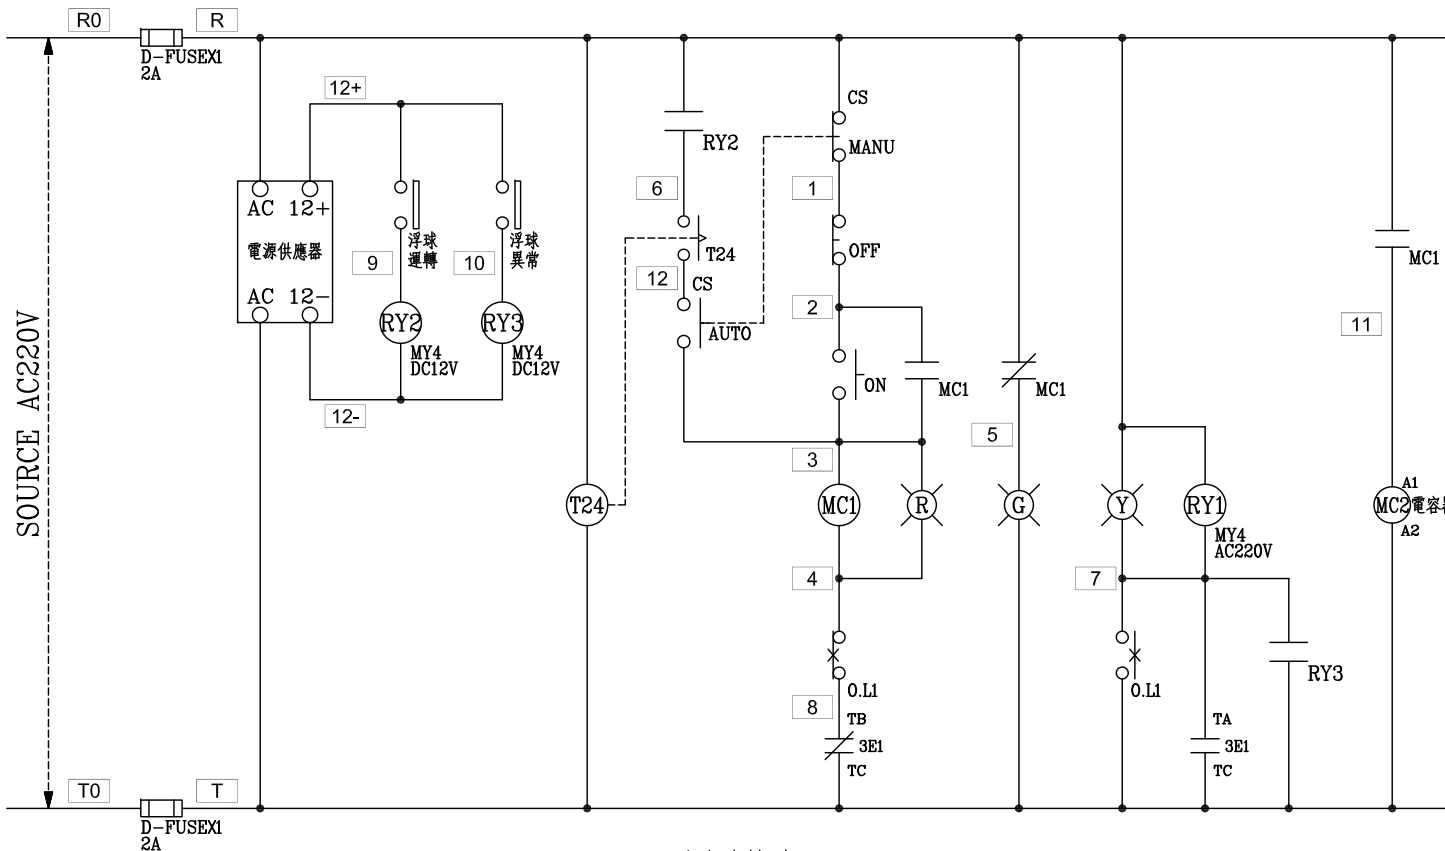 R0
R
D-FUSEX1
2A
12+
CS
MANU
RY2
6
1
AC 12+
電源供應器
AC 12-
浮球
運轉
浮球
異常
9
10
T24
OFF
12
CS
2
AUTO
MC1
11
RY2
RY3
MY4
DC12V
MY4
DC12V
12-
ON
MC1
MC1
5
3
SOURCE AC220V
T24
MC1
R
G
Y
RY1
MY4
AC220V
A1
MC2
電容器
A2
4
7
O.L1
O.L1
RY3
8
TB
3E1
TC
TA
3E1
TC
T0
T
D-FUSEX1
2A